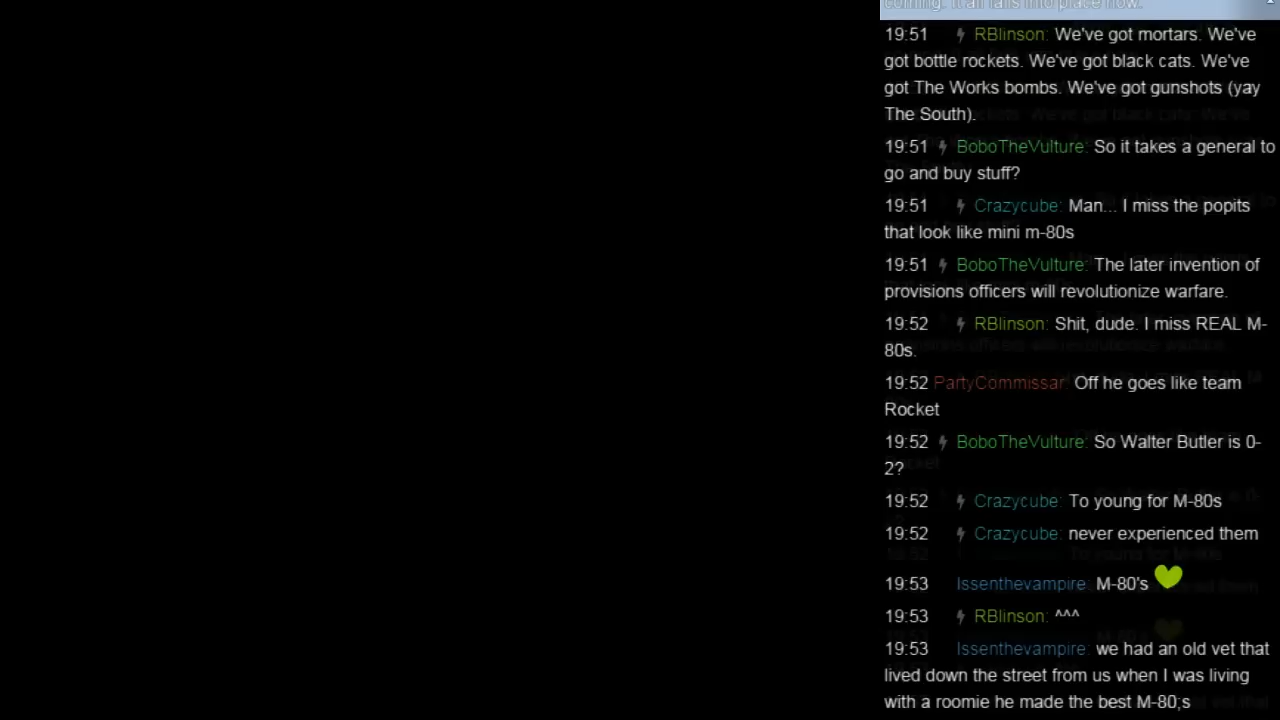 coming. It all falls into place now.
19:51 RBlinson: We've got mortars. We've
got bottle rockets. We've got black cats. We've
got The Works bombs. We've got gunshots (yay
The South).
19:51 BoboTheVulture: So it takes a general to
go and buy stuff?
19:51 Crazycube: Man... I miss the popits
that look like mini m-80s
19:51 BoboTheVulture: The later invention of
provisions officers will revolutionize warfare.
19:52 RBlinson: Shit, dude. I miss REAL M-
80s.
19:52 PartyCommissar: Off he goes like team
Rocket
19:52 BoboTheVulture: So Walter Butler is 0-
2?
19:52 Crazycube: To young for M-80s
19:52 Crazycube: never experienced them
19:53 Issenthevampire: M-80's
19:53 RBlinson: ^^^
19:53 Issenthevampire: we had an old vet that
lived down the street from us when I was living
with a roomie he made the best M-80;s